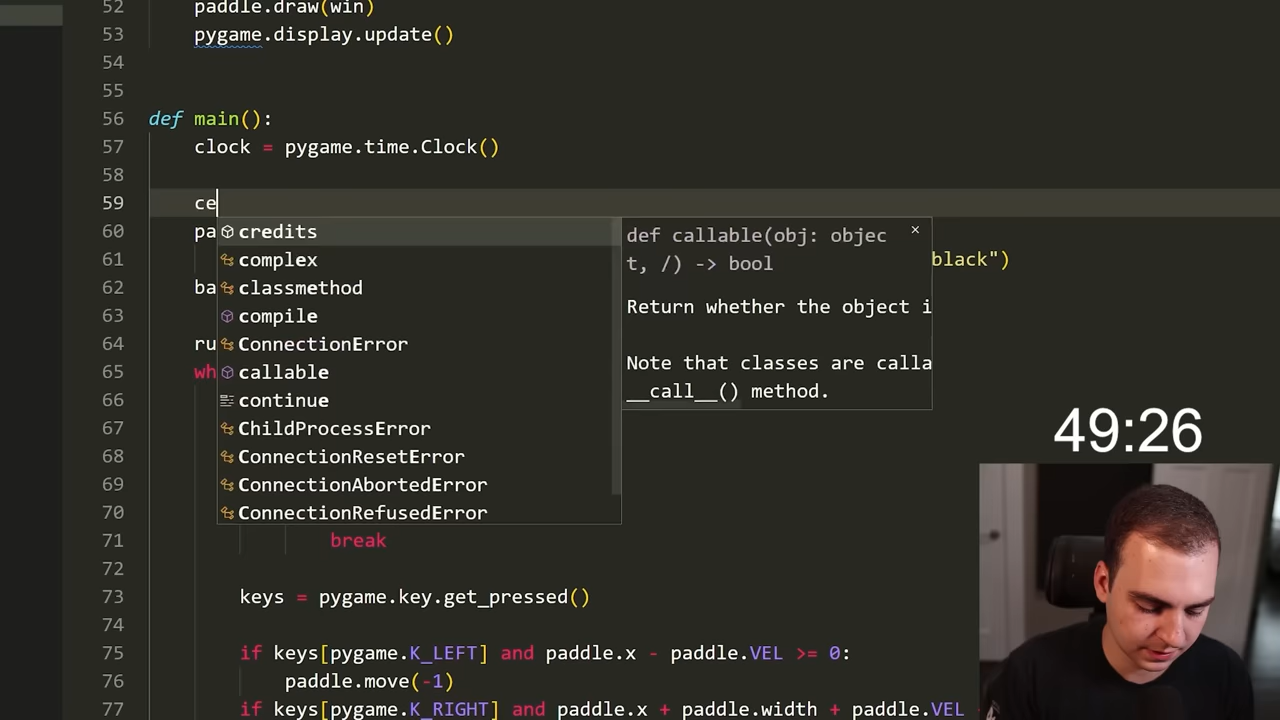 52 paddle.draw(win)
53 pygame.display.update()
54
55
56 def main():
57 clock = pygame.time.Clock()
58
59 ce
60 pa
61 black")
62 ba
63
64 ru
65 wh
66
67
68
69
70
71 break
72
73 keys = pygame.key.get_pressed()
74
75 if keys[pygame.K_LEFT] and paddle.x - paddle.VEL >= 0:
76 paddle.move(-1)
77 if keys[pygame.K_RIGHT] and paddle.x + paddle.width + paddle.VEL
credits
complex
classmethod
compile
ConnectionError
callable
continue
ChildProcessError
ConnectionResetError
ConnectionAbortedError
ConnectionRefusedError
def callable(obj: objec
t, /) -> bool
Return whether the object i
Note that classes are calla
__call__() method.
49:26